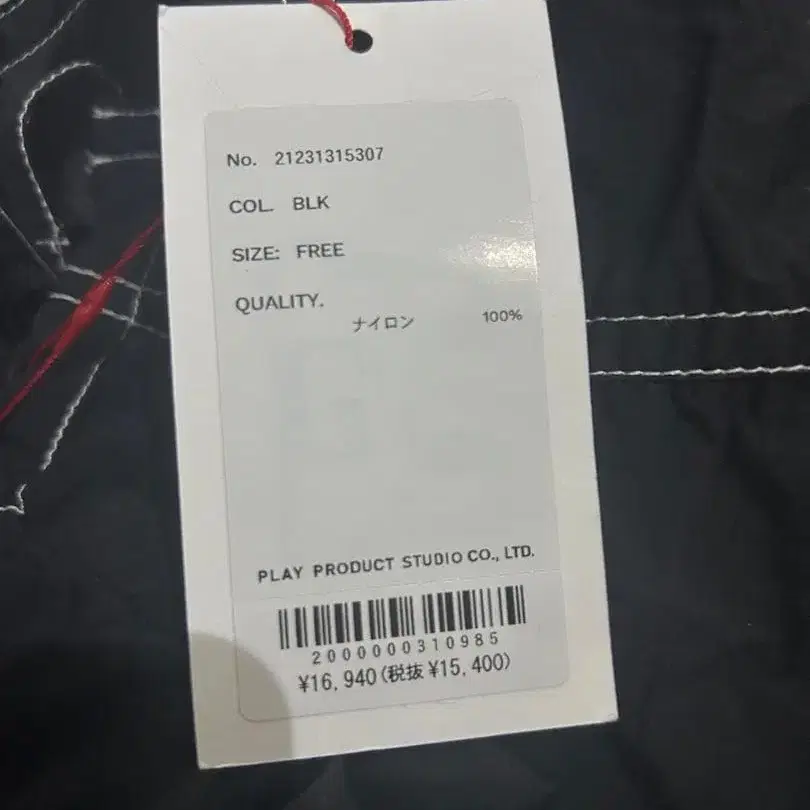 No. 21231315307
COL. BLK
SIZE: FREE
QUALITY.
ナイロン 100%
PLAY PRODUCT STUDIO CO., LTD.
2000000310985
¥16,940(税抜¥15,400)